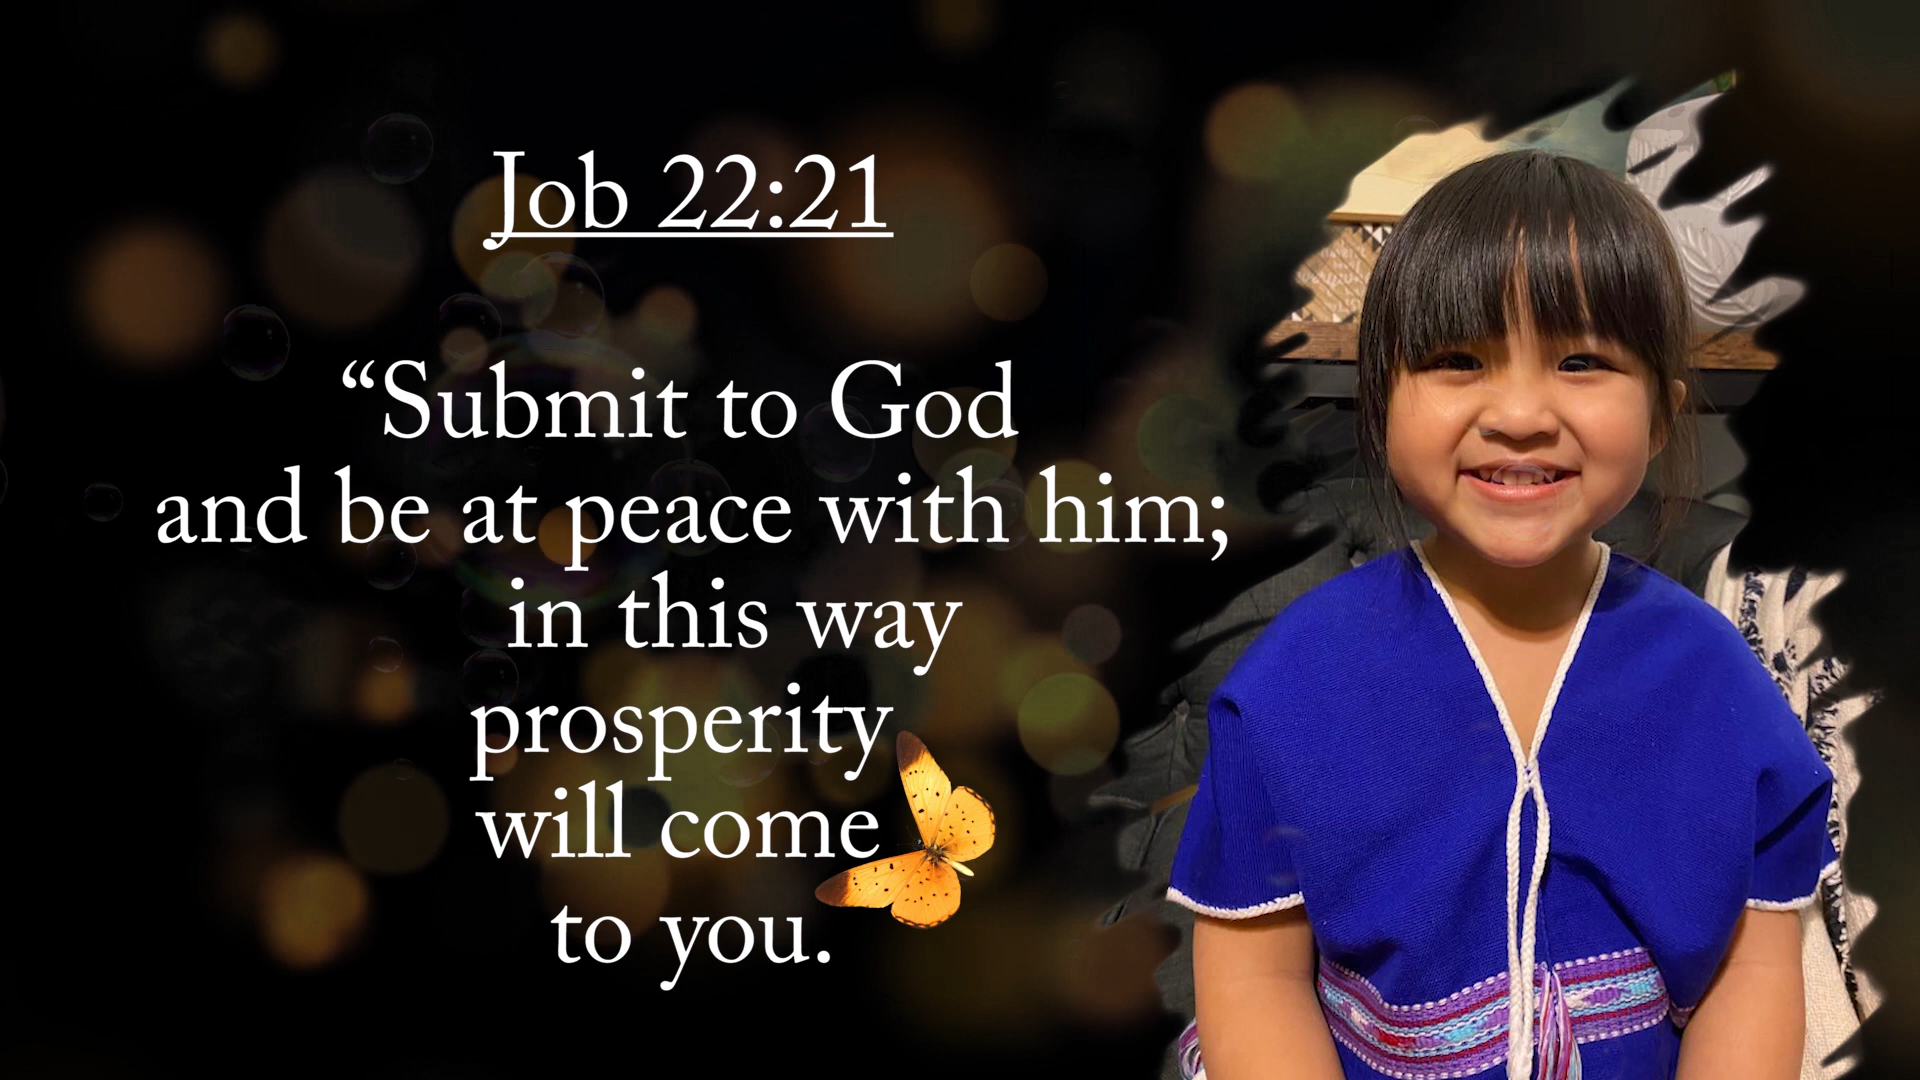 Job 22:21
“Submit to God
and be at peace with him;
in this way
prosperity
will come
to you.